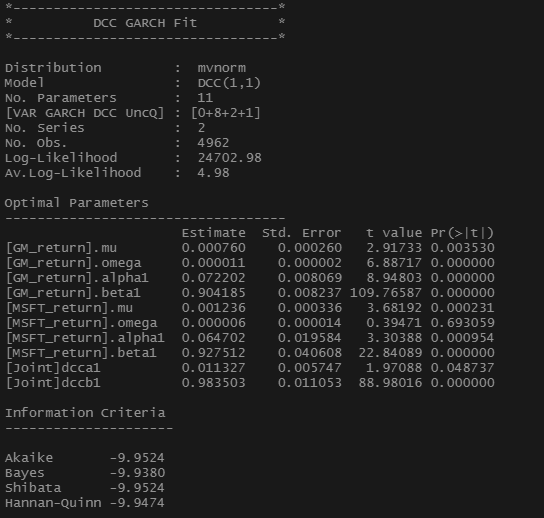 *---------------------------------*
*          DCC GARCH Fit          *
*---------------------------------*
Distribution         :  mvnorm
Model                :  DCC(1,1)
No. Parameters       :  11
[VAR GARCH DCC UncQ] : [0+8+2+1]
No. Series           :  2
No. Obs.             :  4962
Log-Likelihood       :  24702.98
Av.Log-Likelihood    :  4.98
Optimal Parameters
-----------------------------------
                      Estimate  Std. Error   t value Pr(>|t|)
[GM_return].mu        0.000760    0.000260   2.91733 0.003530
[GM_return].omega     0.000011    0.000002   6.88717 0.000000
[GM_return].alpha1    0.072202    0.008069   8.94803 0.000000
[GM_return].beta1     0.904185    0.008237 109.76587 0.000000
[MSFT_return].mu      0.001236    0.000336   3.68192 0.000231
[MSFT_return].omega   0.000006    0.000014   0.39471 0.693059
[MSFT_return].alpha1  0.064702    0.019584   3.30388 0.000954
[MSFT_return].beta1   0.927512    0.040608  22.84089 0.000000
[Joint]dcca1          0.011327    0.005747   1.97088 0.048737
[Joint]dccb1          0.983503    0.011053  88.98016 0.000000
Information Criteria
---------------------
Akaike       -9.9524
Bayes        -9.9380
Shibata      -9.9524
Hannan-Quinn -9.9474